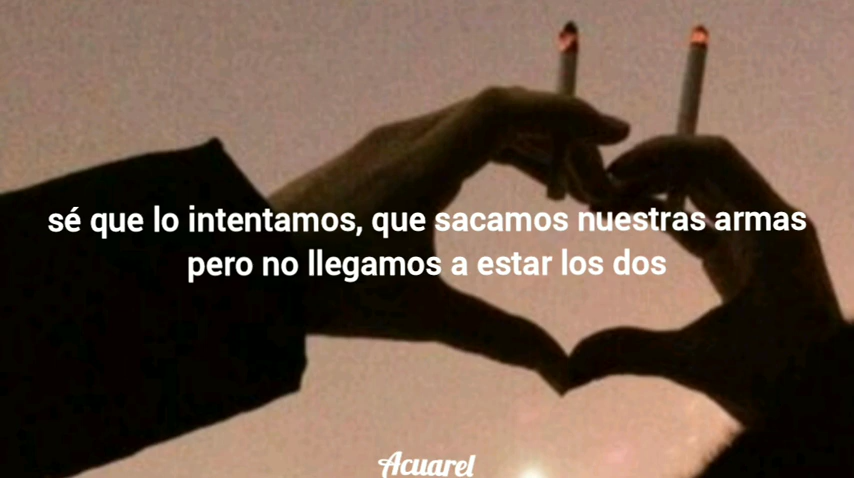 sé que lo intentamos, que sacamos nuestras armas
pero no llegamos a estar los dos
Acuarel